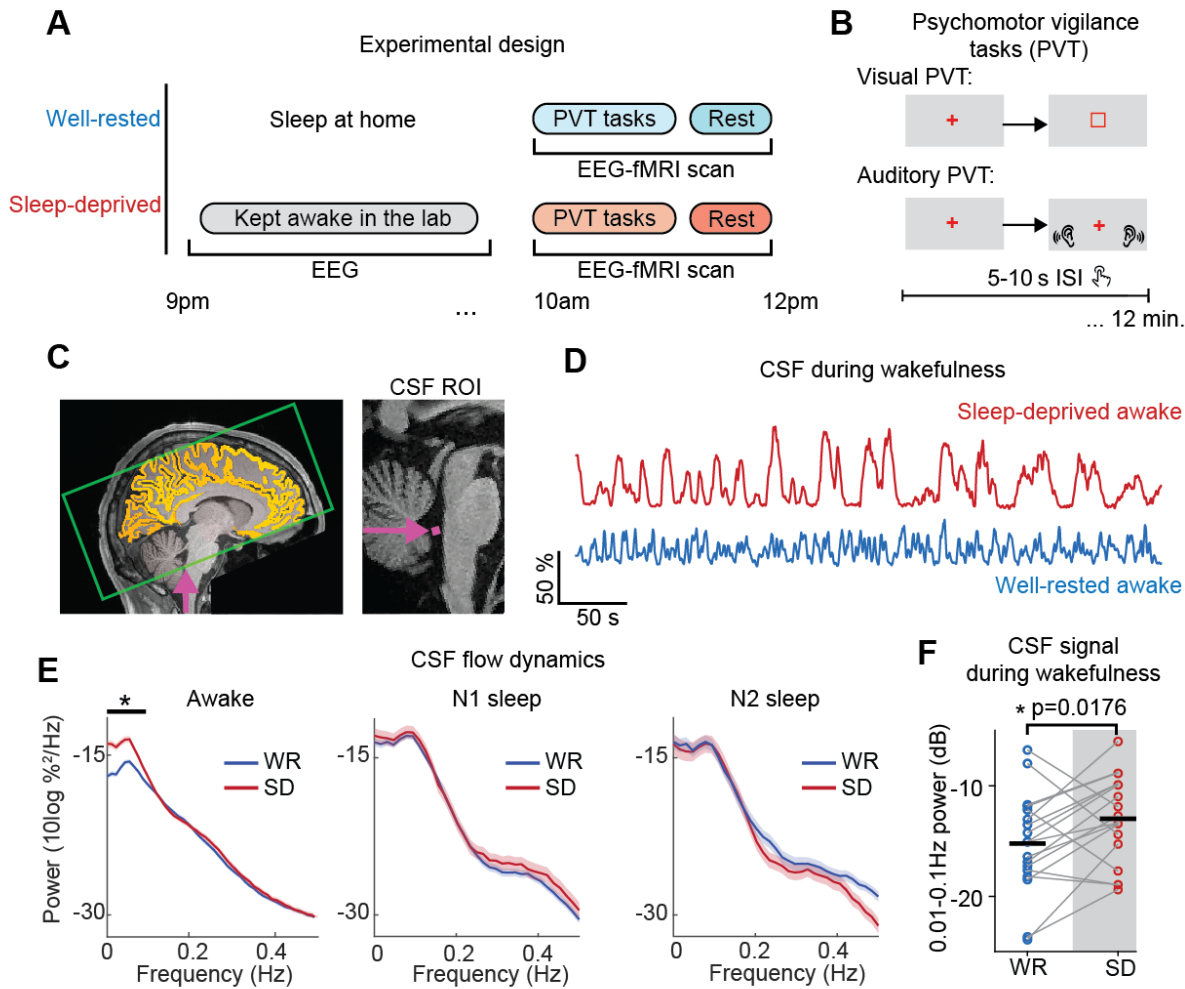 A
Experimental design
Well-rested
Sleep at home
PVT tasks
Rest
EEG-fMRI scan
Sleep-deprived
Kept awake in the lab
PVT tasks
Rest
EEG
EEG-fMRI scan
9pm
...
10am
12pm
B
Psychomotor vigilance
tasks (PVT)
Visual PVT:
Auditory PVT:
5-10 s ISI
... 12 min.
C
CSF ROI
D
CSF during wakefulness
Sleep-deprived awake
Well-rested awake
50 %
50 s
E
CSF flow dynamics
*
Awake
WR
SD
Power (10log %²/Hz)
-15
-30
0
0.2
0.4
Frequency (Hz)
N1 sleep
WR
SD
-15
-30
0
0.2
0.4
Frequency (Hz)
N2 sleep
WR
SD
-15
-30
0
0.2
0.4
Frequency (Hz)
F
CSF signal
during wakefulness
* p=0.0176
0.01-0.1Hz power (dB)
-10
-20
WR
SD